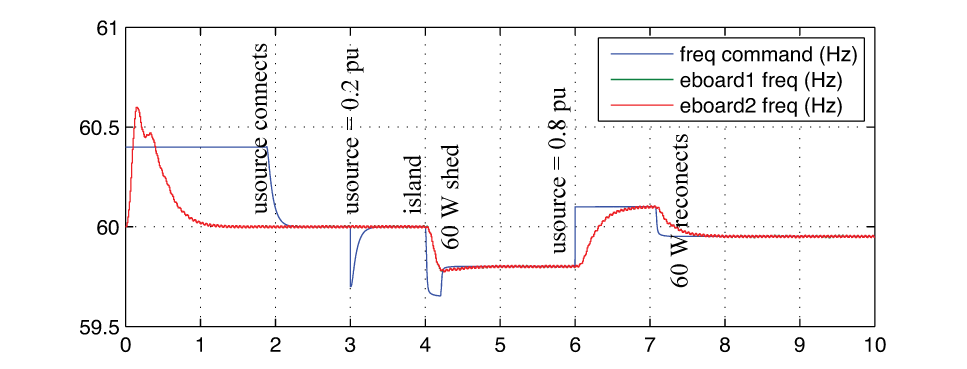 61
60.5
60
59.5
0 1 2 3 4 5 6 7 8 9 10
usource connects
usource = 0.2 pu
island
60 W shed
usource = 0.8 pu
60 W reconects
freq command (Hz)
eboard1 freq (Hz)
eboard2 freq (Hz)